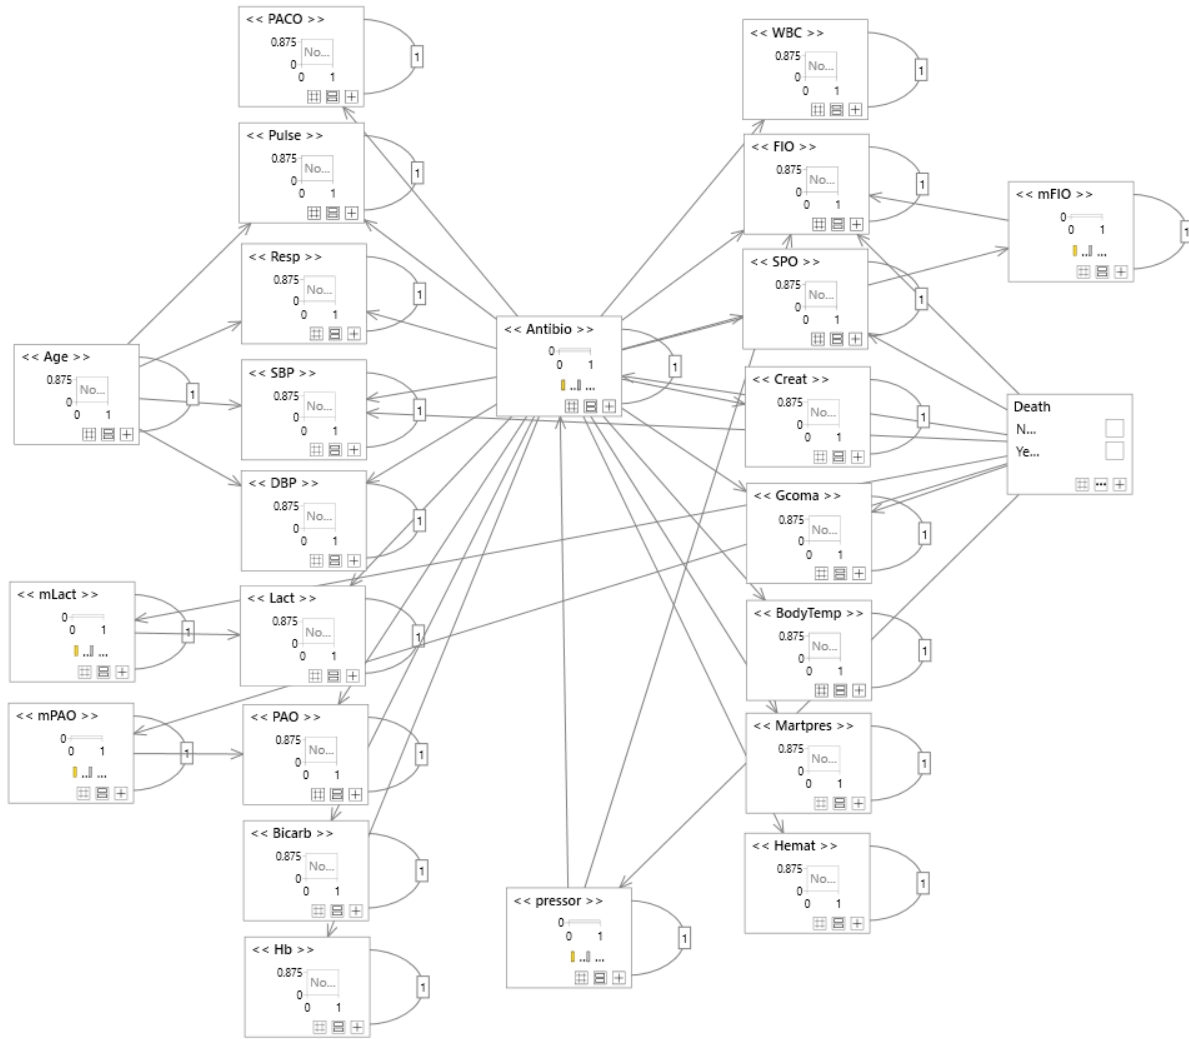 << PACO >>
0.875
No...
0
0 1
1
<< Pulse >>
0.875
No...
0
0 1
1
<< Resp >>
0.875
No...
0
0 1
1
<< Age >>
0.875
No...
0
0 1
1
<< SBP >>
0.875
No...
0
0 1
1
<< DBP >>
0.875
No...
0
0 1
1
<< mLact >>
0
0 1
...
1
<< Lact >>
0.875
No...
0
0 1
1
<< mPAO >>
0
0 1
...
1
<< PAO >>
0.875
No...
0
0 1
1
<< Bicarb >>
0.875
No...
0
0 1
1
<< Hb >>
0.875
No...
0
0 1
1
<< Antibio >>
0
0 1
...
1
<< pressor >>
0
0 1
...
1
<< WBC >>
0.875
No...
0
0 1
1
<< FIO >>
0.875
No...
0
0 1
1
<< mFIO >>
0
0 1
...
1
<< SPO >>
0.875
No...
0
0 1
1
<< Creat >>
0.875
No...
0
0 1
1
Death
N...
Ye...
<< Gcoma >>
0.875
No...
0
0 1
1
<< BodyTemp >>
0.875
No...
0
0 1
1
<< Martpres >>
0.875
No...
0
0 1
1
<< Hemat >>
0.875
No...
0
0 1
1